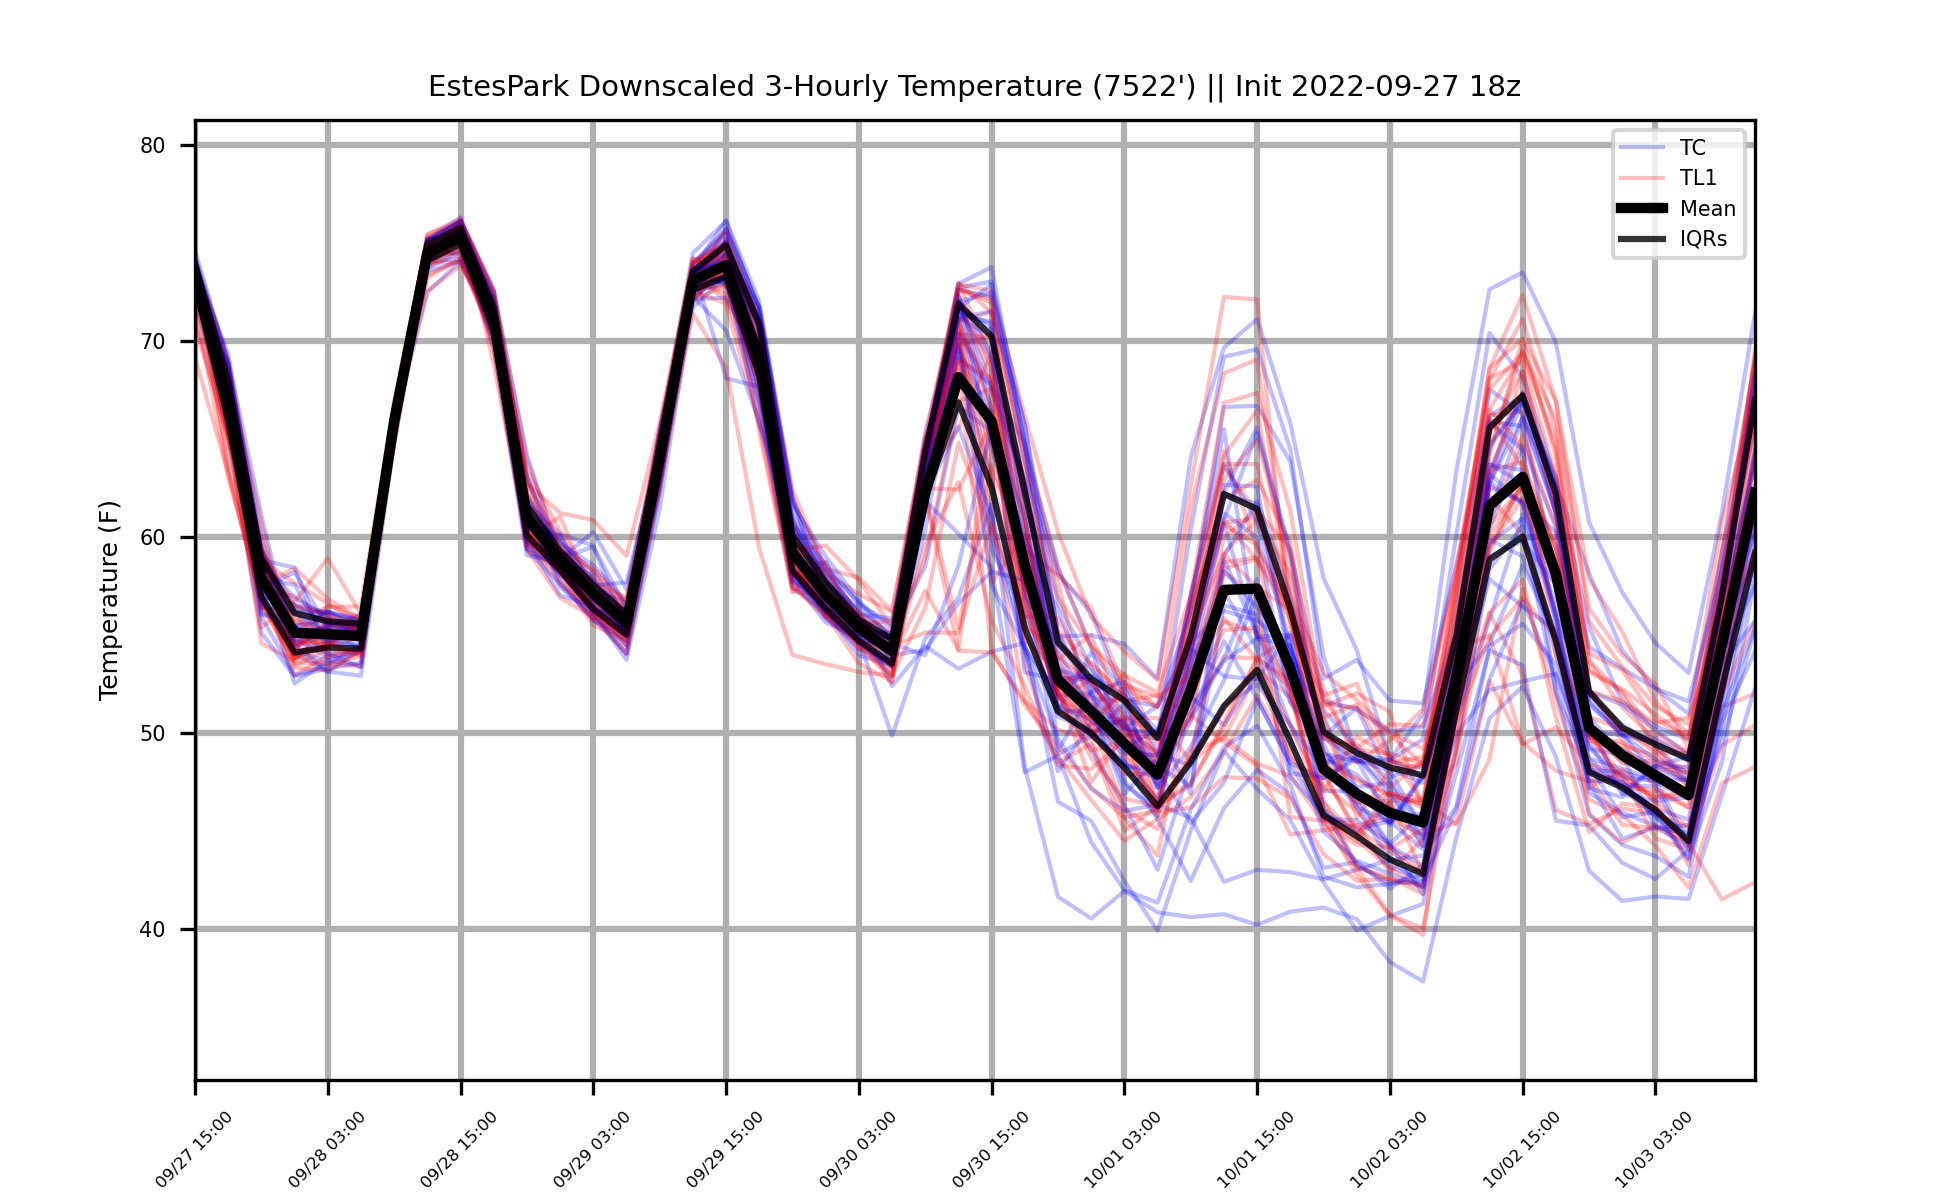 EstesPark Downscaled 3-Hourly Temperature (7522') || Init 2022-09-27 18z
TC
TL1
Mean
IQRs
Temperature (F)
80
70
60
50
40
09/27 15:00
09/28 03:00
09/28 15:00
09/29 03:00
09/29 15:00
09/30 03:00
09/30 15:00
10/01 03:00
10/01 15:00
10/02 03:00
10/02 15:00
10/03 03:00